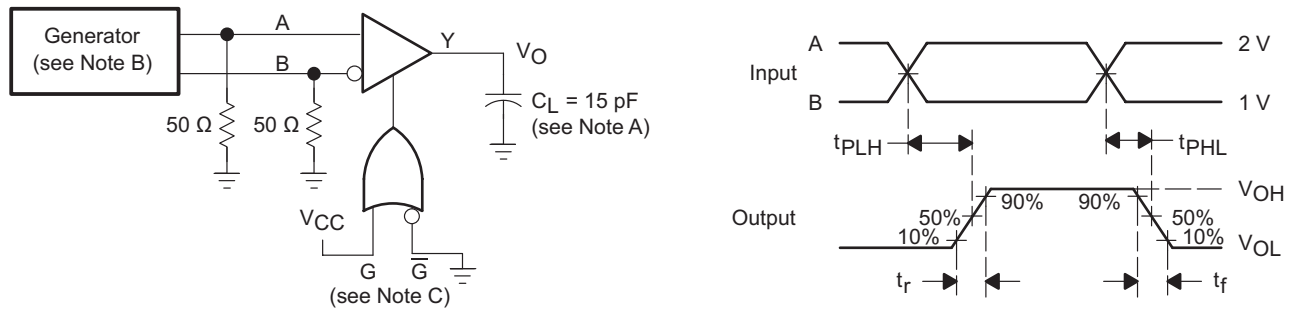 Generator
(see Note B)
A
B
Y
VO
50 Ω
50 Ω
CL = 15 pF
(see Note A)
VCC
G
G̅
(see Note C)
A
Input
B
2 V
1 V
tPLH
tPHL
Output
90%
90%
VOH
50%
50%
10%
10%
VOL
tr
tf